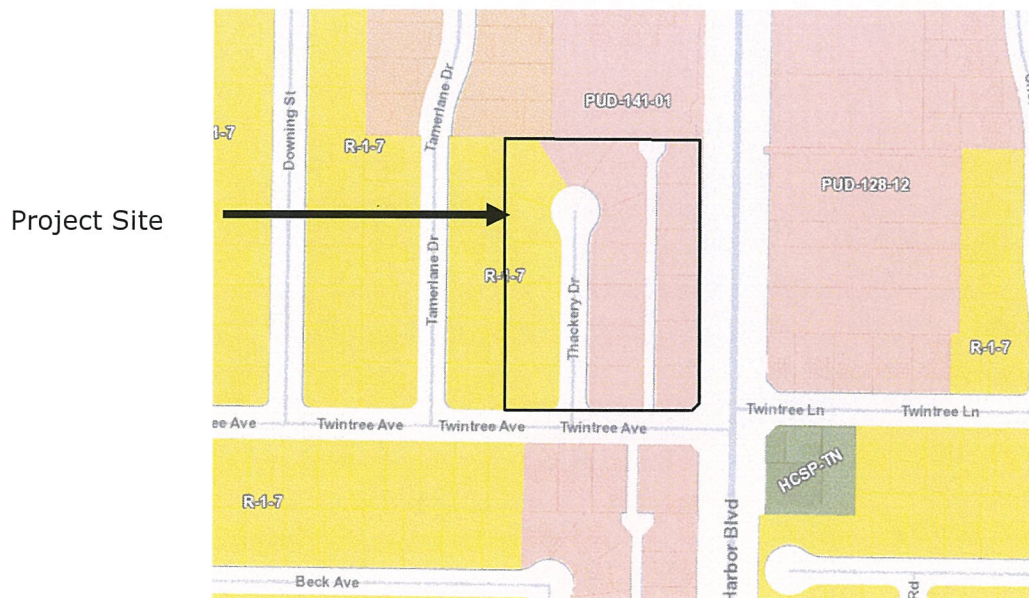 PUD-141-01
1-7
R-1-7
Downing St
Tamerlane Dr
PUD-128-12
Project Site
Tamerlane Dr
R-1-7
Thackery Dr
R-1-7
Twintree Ln
Twintree Ln
ee Ave
Twintree Ave
Twintree Ave
Twintree Ave
HCSP-TN
R-1-7
Harbor Blvd
Beck Ave
Rd